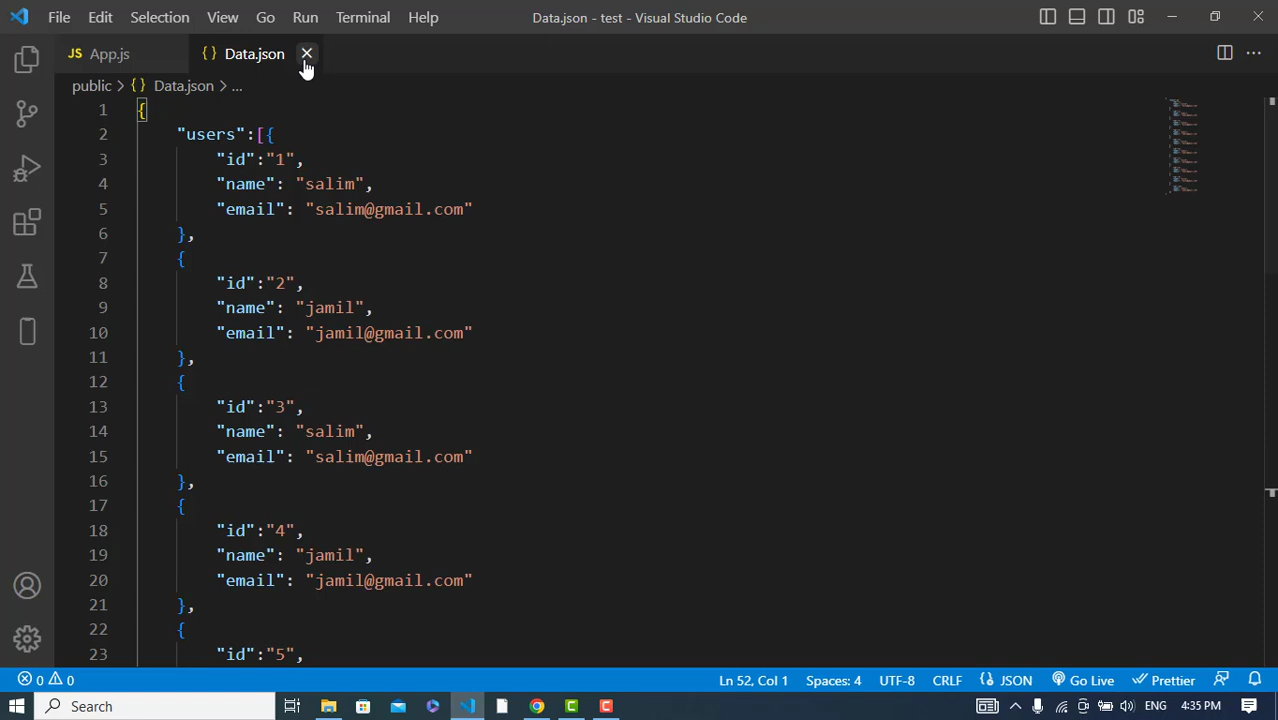 File Edit Selection View Go Run Terminal Help Data.json - test - Visual Studio Code
JS App.js {} Data.json
public > {} Data.json > ...
1 {
2 "users":[{
3 "id":"1",
4 "name": "salim",
5 "email": "salim@gmail.com"
6 },
7 {
8 "id":"2",
9 "name": "jamil",
10 "email": "jamil@gmail.com"
11 },
12 {
13 "id":"3",
14 "name": "salim",
15 "email": "salim@gmail.com"
16 },
17 {
18 "id":"4",
19 "name": "jamil",
20 "email": "jamil@gmail.com"
21 },
22 {
23 "id":"5",
0 0 Ln 52, Col 1 Spaces: 4 UTF-8 CRLF {} JSON Go Live Prettier
Search ENG 4:35 PM